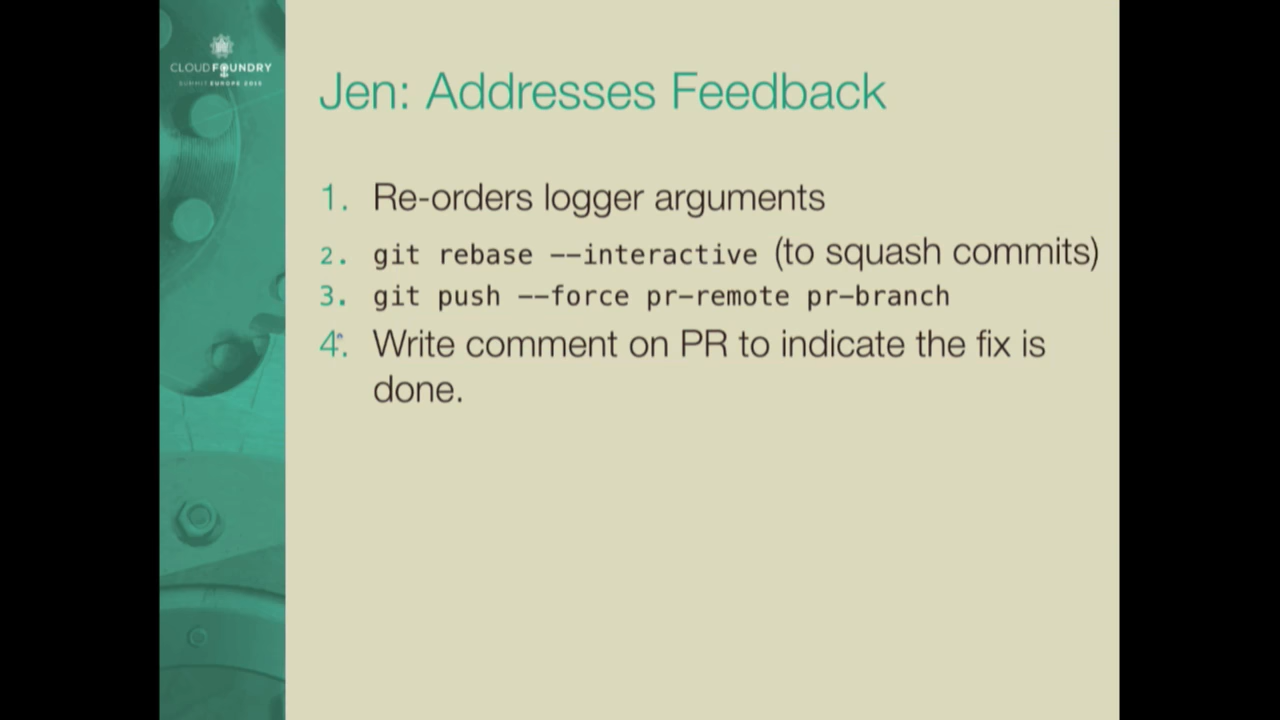 CLOUD FOUNDRY
SUMMIT EUROPE 2015
Jen: Addresses Feedback
1. Re-orders logger arguments
2. git rebase --interactive (to squash commits)
3. git push --force pr-remote pr-branch
4. Write comment on PR to indicate the fix is
done.